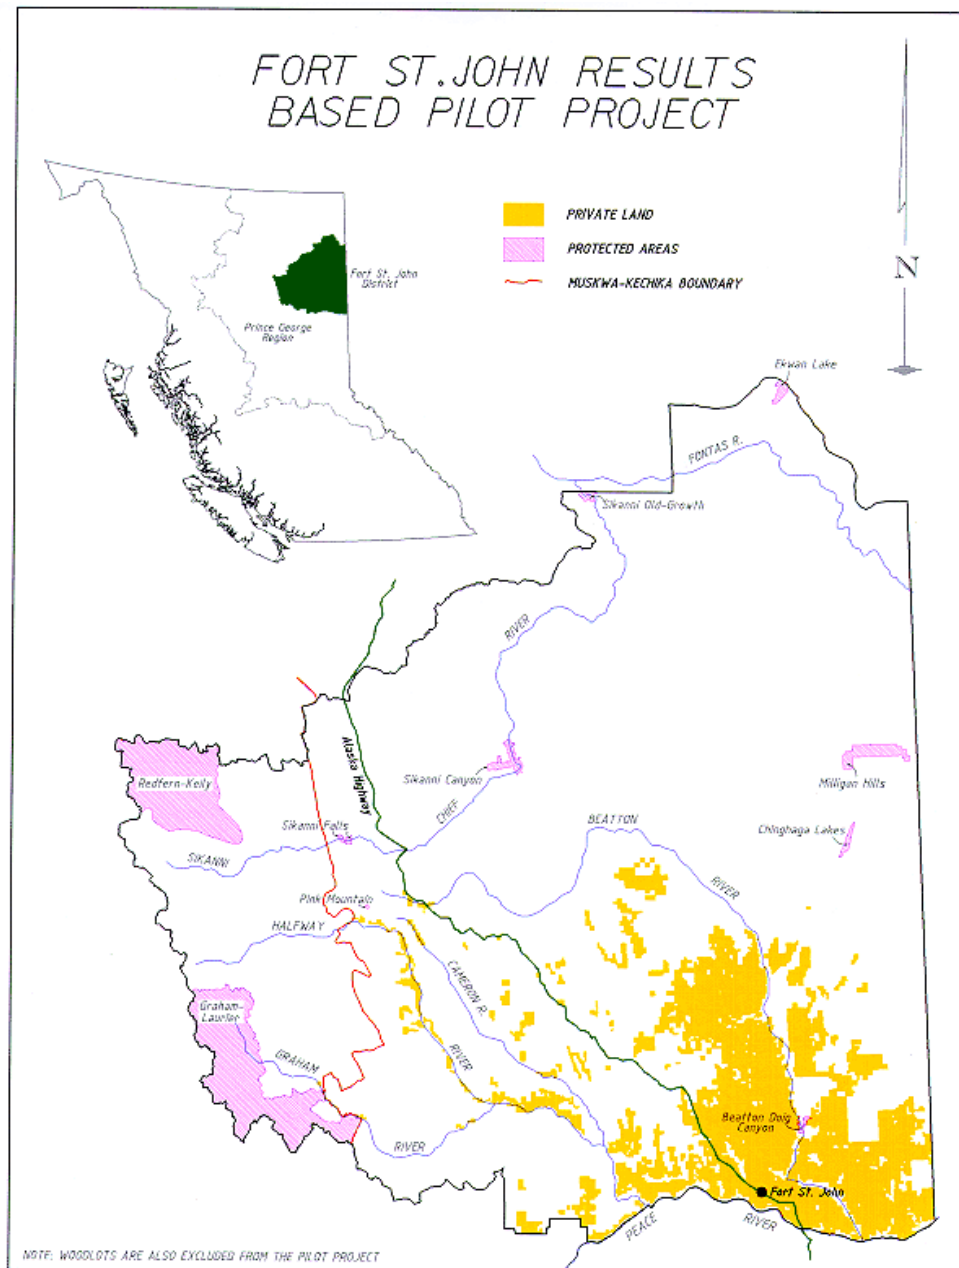 FORT ST. JOHN RESULTS
BASED PILOT PROJECT
PRIVATE LAND
PROTECTED AREAS
MUSKWA-KECHIKA BOUNDARY
N
Fort St. John
District
Prince George
Region
Ekwan Lake
FONTAS R.
Sikanni Old-Growth
RIVER
Alaska Highway
Redfern-Keily
Sikanni Canyon
CHIEF
Milligan Hills
Sikanni Falls
BEATTON
Chinghaga Lakes
SIKANNI
RIVER
Pink Mountain
HALFWAY
CAMERON R.
Graham-
Laurier
GRAHAM
RIVER
Beatton Doig
Canyon
RIVER
Fort St. John
PEACE
RIVER
NOTE: WOODLOTS ARE ALSO EXCLUDED FROM THE PILOT PROJECT